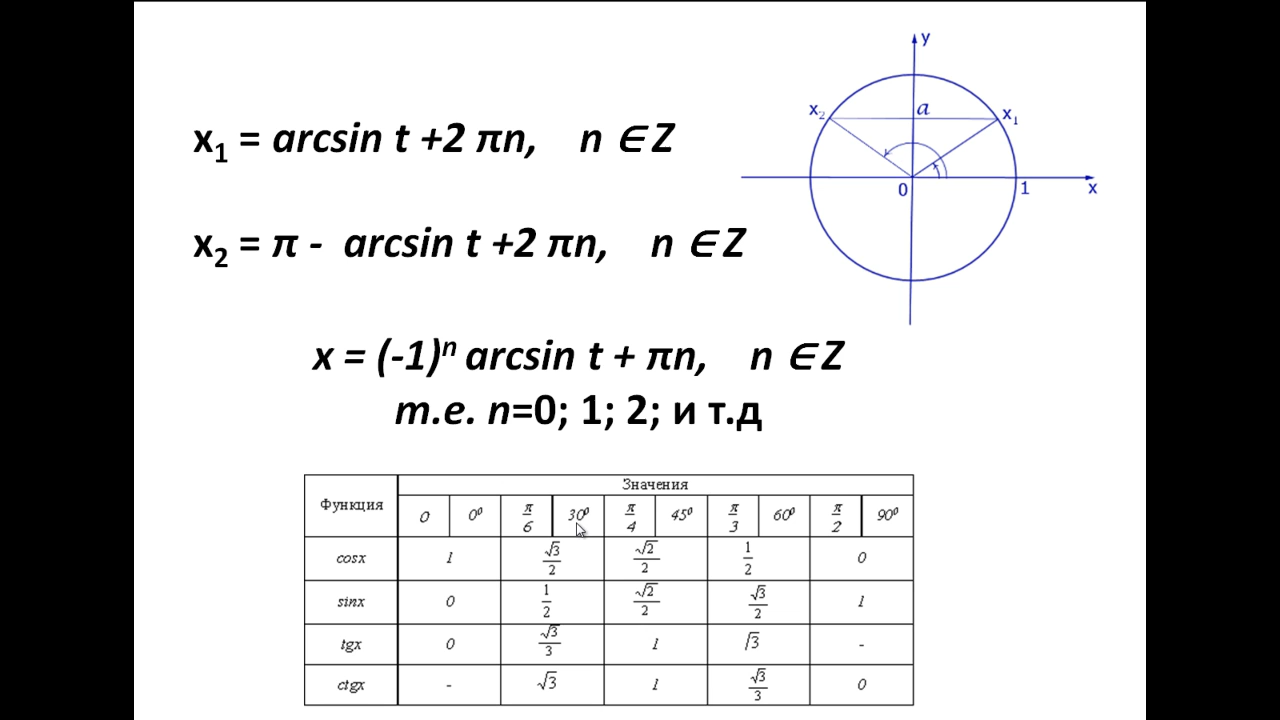 x₁ = arcsin t +2 πn, n ∈ Z
x₂ = π - arcsin t +2 πn, n ∈ Z
x = (-1)ⁿ arcsin t + πn, n ∈ Z
т.е. n=0; 1; 2; и т.д
y
x₂ a x₁
0 1 x
Функция Значения
0 0⁰ π/6 30⁰ π/4 45⁰ π/3 60⁰ π/2 90⁰
cosx 1 √3/2 √2/2 1/2 0
sinx 0 1/2 √2/2 √3/2 1
tgx 0 √3/3 1 √3 -
ctgx - √3 1 √3/3 0